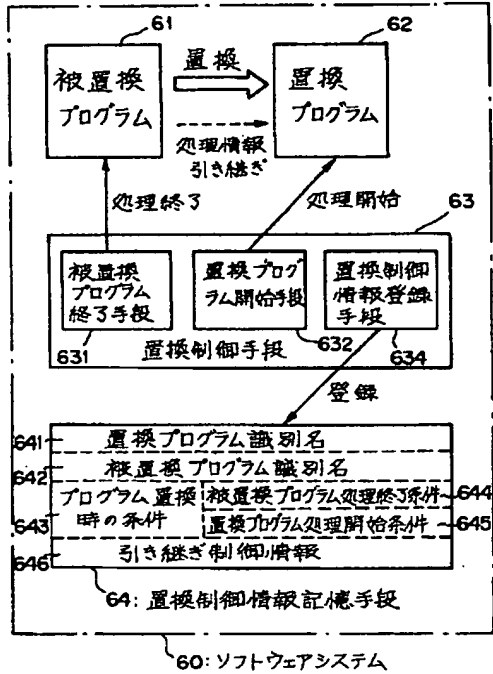 61
62
被置換
プログラム
置換
置換
プログラム
処理情報
引き継ぎ
処理終了
処理開始
63
被置換
プログラム
終了手段
置換プログ
ラム開始手段
置換制御
情報登録
手段
631
632
634
置換制御手段
登録
641
置換プログラム識別名
642
被置換プログラム識別名
643
プログラム置換
時の条件
被置換プログラム処理終了条件
644
置換プログラム処理開始条件
645
646
引き継ぎ制御情報
64:置換制御情報記憶手段
60:ソフトウェアシステム